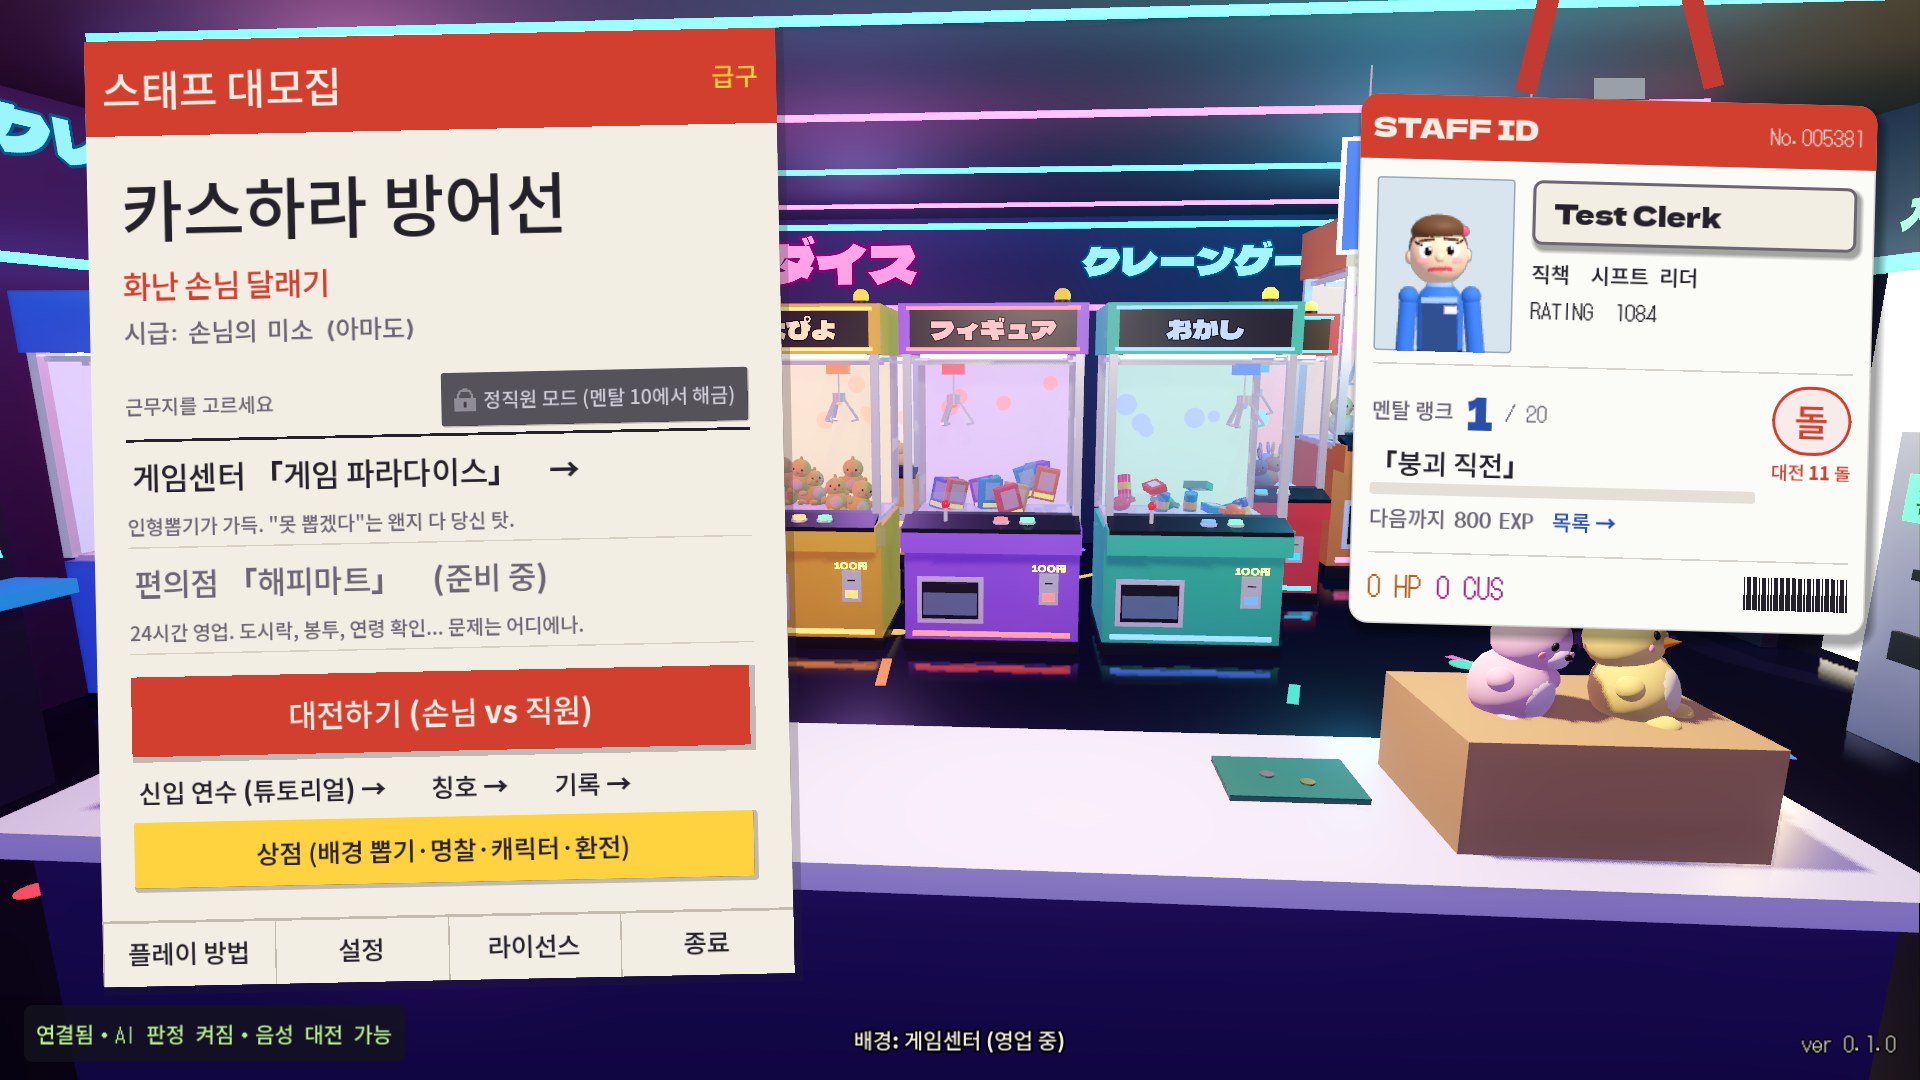 스태프 대모집
급구
카스하라 방어선
화난 손님 달래기
시급: 손님의 미소 (아마도)
근무지를 고르세요
정직원 모드 (멘탈 10에서 해금)
게임센터 「게임 파라다이스」 →
인형뽑기가 가득. "못 뽑겠다"는 왠지 다 당신 탓.
편의점 「해피마트」 (준비 중)
24시간 영업. 도시락, 봉투, 연령 확인... 문제는 어디에나.
대전하기 (손님 vs 직원)
신입 연수 (튜토리얼) → 칭호 → 기록 →
상점 (배경 뽑기·명찰·캐릭터·환전)
플레이 방법 설정 라이선스 종료
연결됨・AI 판정 켜짐・음성 대전 가능
배경: 게임센터 (영업 중)
ver 0.1.0
STAFF ID
No. 005381
Test Clerk
직책 시프트 리더
RATING 1084
멘탈 랭크 1 / 20
「붕괴 직전」
돌
대전 11 돌
다음까지 800 EXP 목록 →
0 HP 0 CUS
クレ
ダイス
クレーンゲー
ぴよ
フィギュア
おかし
100円
100円
100円